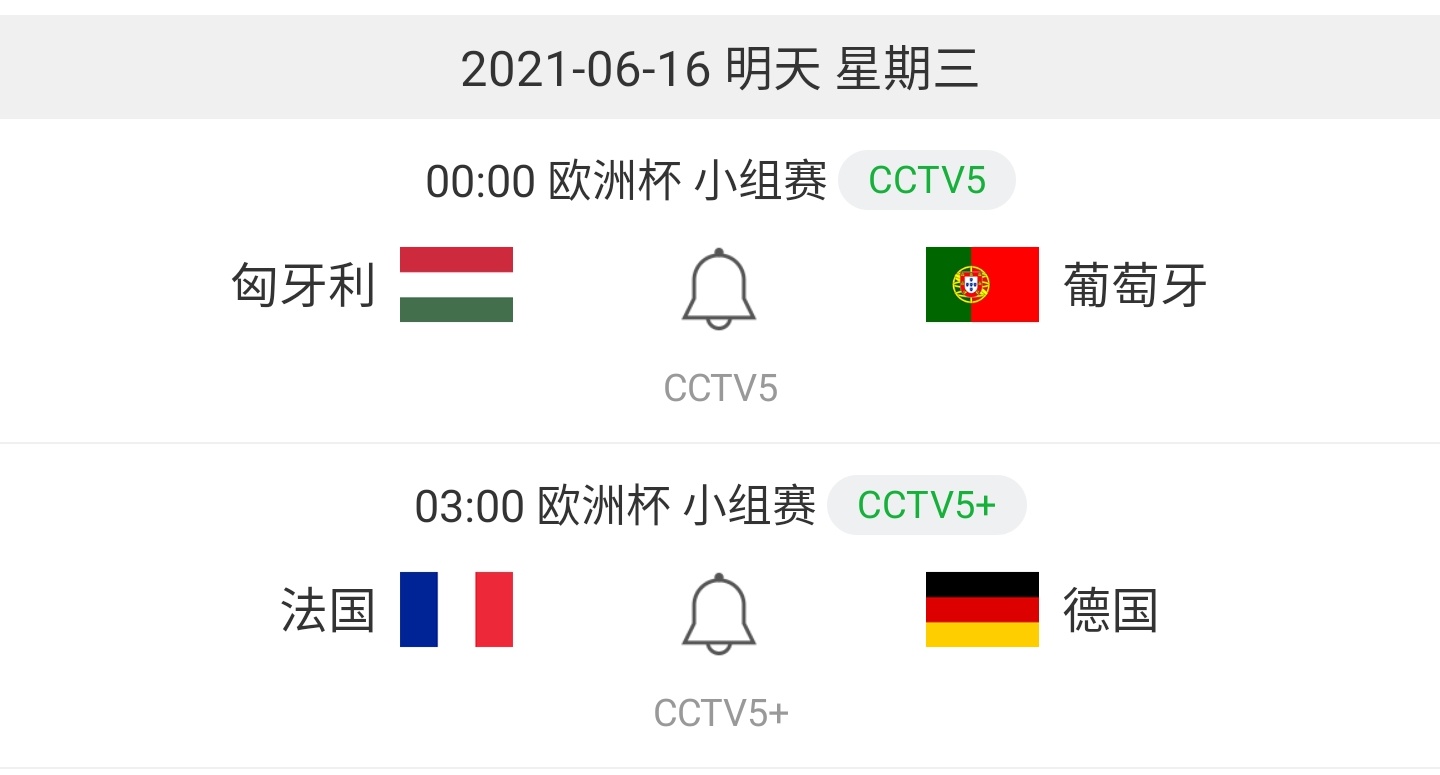 2021-06-16 明天 星期三
00:00 欧洲杯 小组赛 CCTV5
匈牙利 葡萄牙
CCTV5
03:00 欧洲杯 小组赛 CCTV5+
法国 德国
CCTV5+